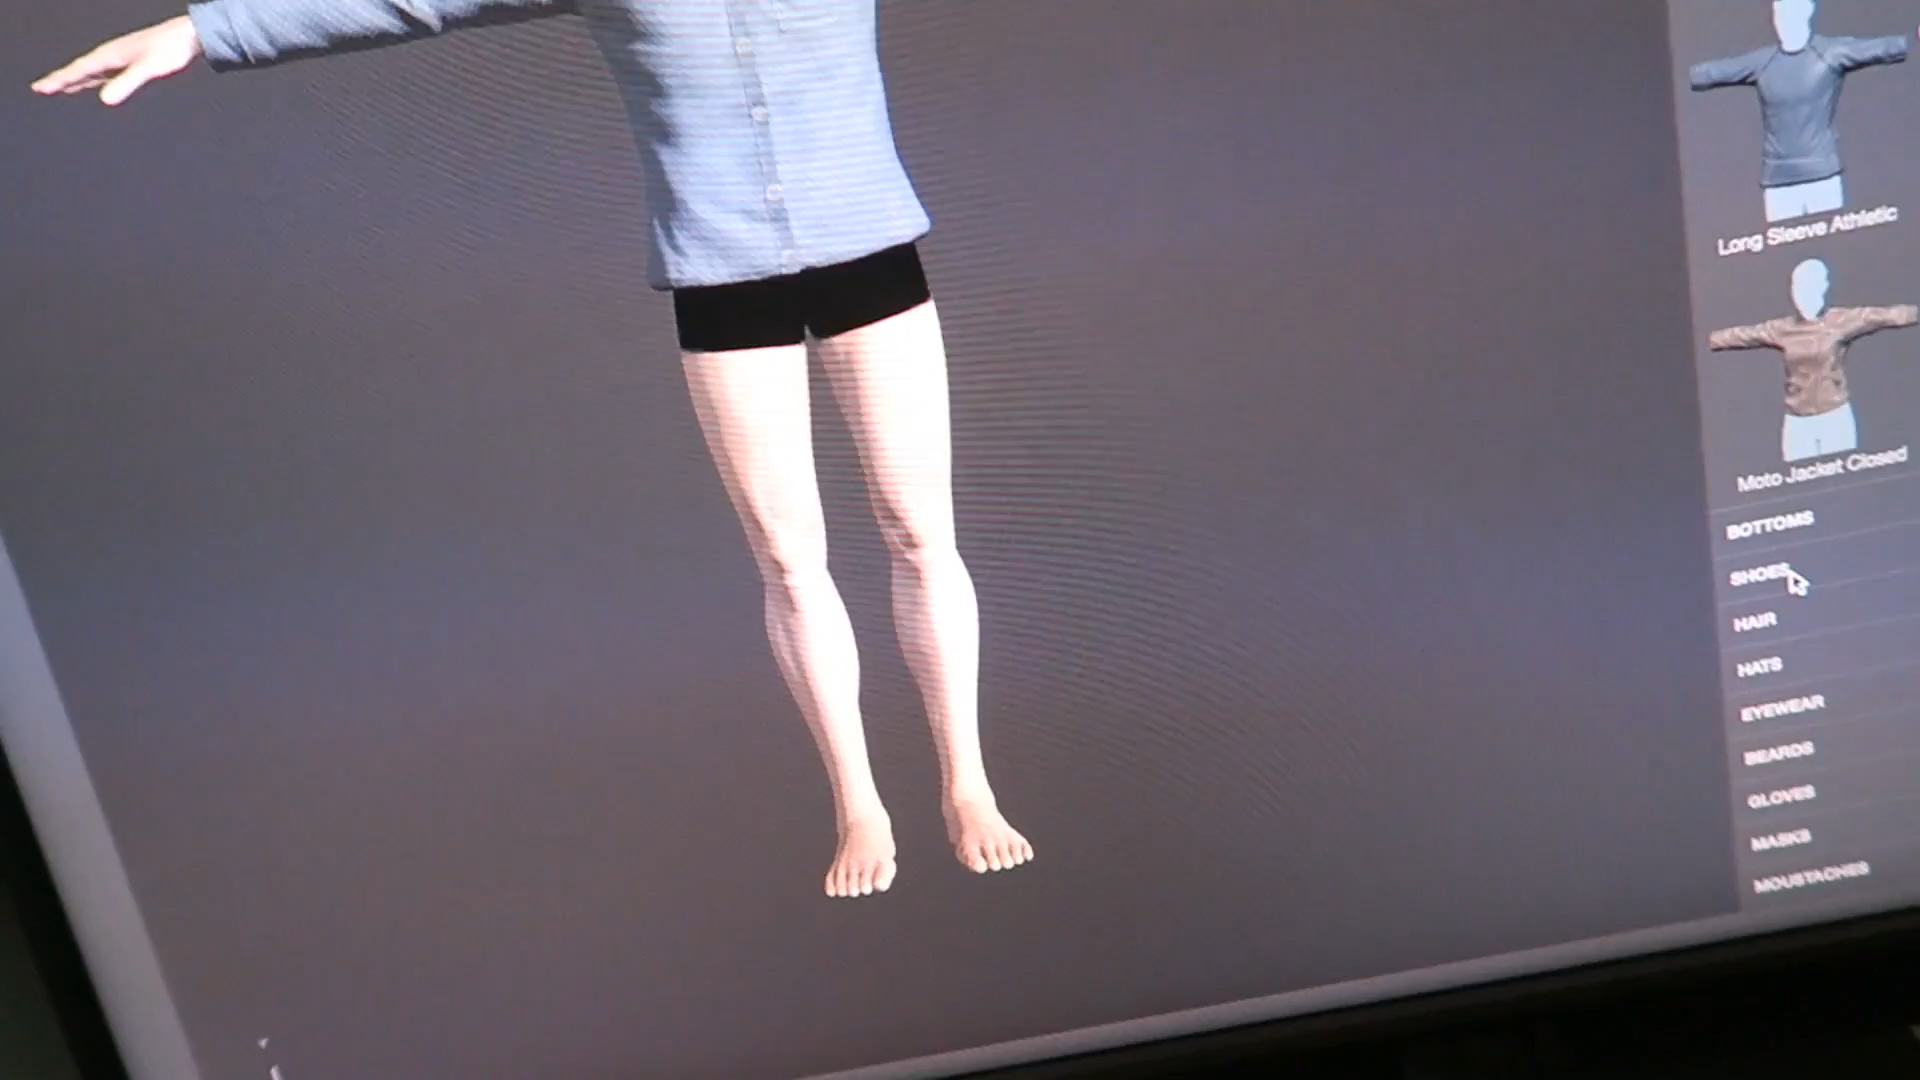 Long Sleeve Athletic
Moto Jacket Closed
BOTTOMS
SHOES
HAIR
HATS
EYEWEAR
BEARDS
GLOVES
MASKS
MOUSTACHES